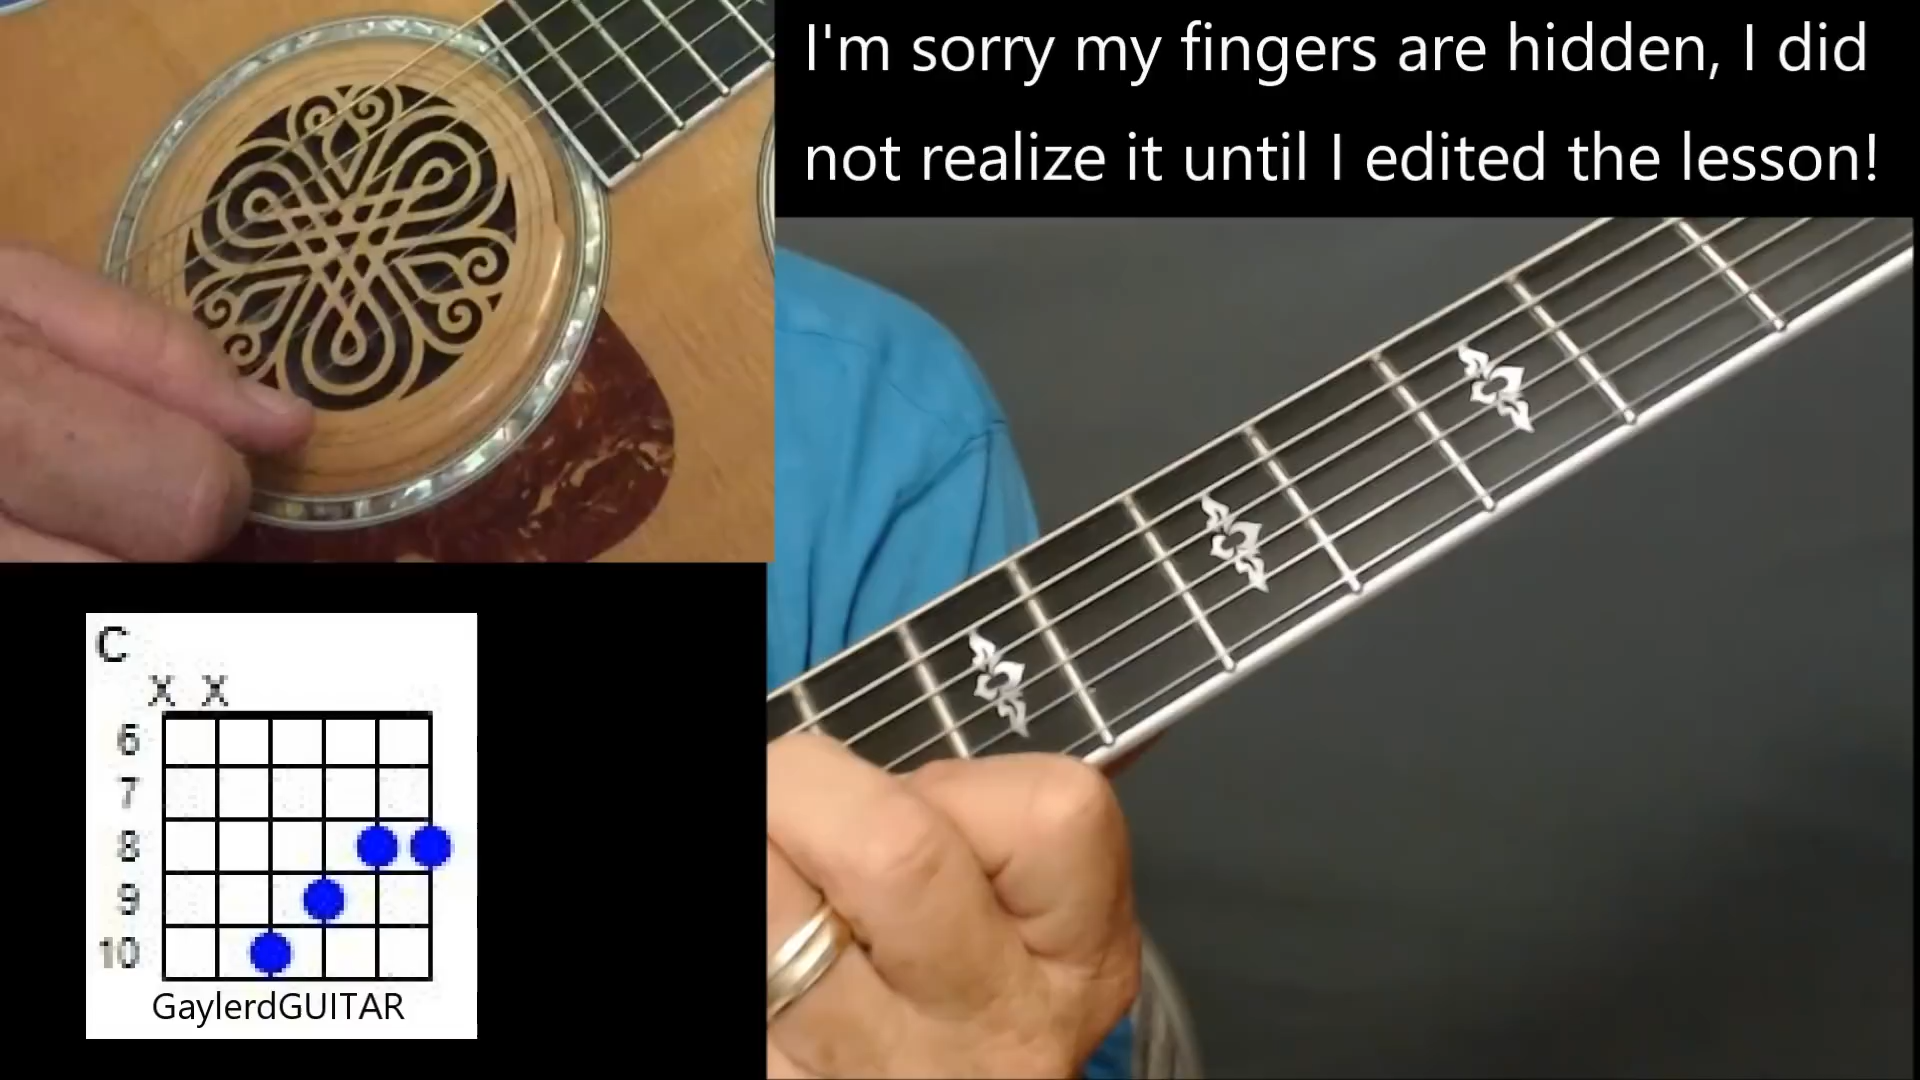 I'm sorry my fingers are hidden, I did
not realize it until I edited the lesson!
C
X X
6
7
8
9
10
GaylerdGUITAR